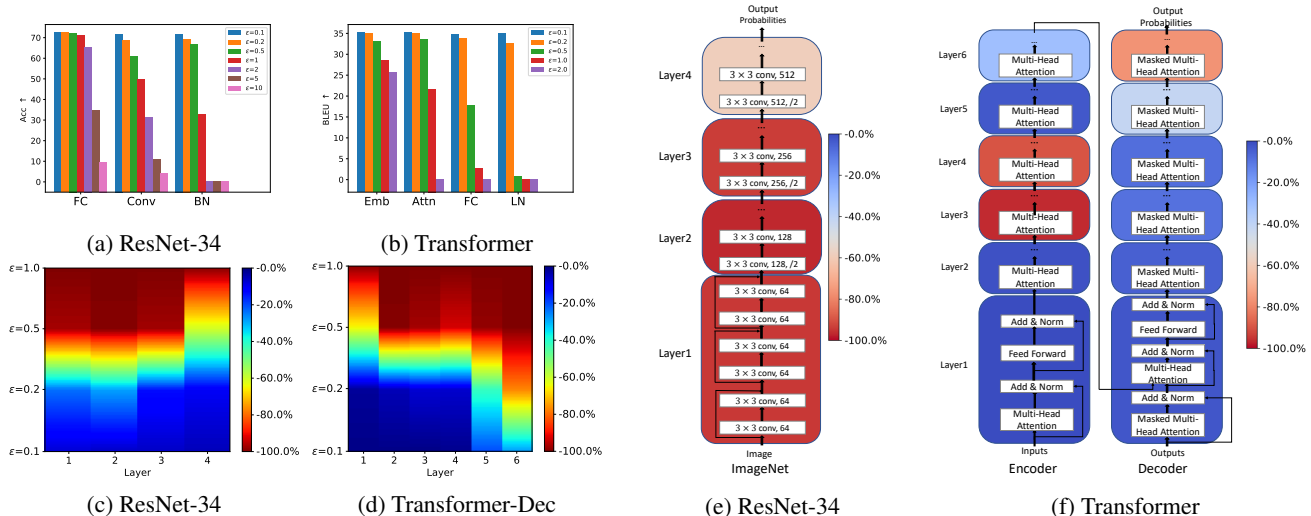 Acc ↑
70
60
50
40
30
20
10
0
FC Conv BN
ε=0.1
ε=0.2
ε=0.5
ε=1
ε=2
ε=5
ε=10
(a) ResNet-34
BLEU ↑
35
30
25
20
15
10
5
0
Emb Attn FC LN
ε=0.1
ε=0.2
ε=0.5
ε=1.0
ε=2.0
(b) Transformer
ε=1.0
ε=0.5
ε=0.2
ε=0.1
1 2 3 4
Layer
-0.0%
-20.0%
-40.0%
-60.0%
-80.0%
-100.0%
(c) ResNet-34
ε=1.0
ε=0.5
ε=0.2
ε=0.1
1 2 3 4 5 6
Layer
-0.0%
-20.0%
-40.0%
-60.0%
-80.0%
-100.0%
(d) Transformer-Dec
Output
Probabilities
...
Layer4
3 × 3 conv, 512
3 × 3 conv, 512, /2
...
Layer3
3 × 3 conv, 256
3 × 3 conv, 256, /2
...
Layer2
3 × 3 conv, 128
3 × 3 conv, 128, /2
Layer1
3 × 3 conv, 64
3 × 3 conv, 64
3 × 3 conv, 64
3 × 3 conv, 64
3 × 3 conv, 64
3 × 3 conv, 64
Image
ImageNet
-0.0%
-20.0%
-40.0%
-60.0%
-80.0%
-100.0%
(e) ResNet-34
Layer6
...
Multi-Head
Attention
Layer5
...
Multi-Head
Attention
Layer4
...
Multi-Head
Attention
Layer3
...
Multi-Head
Attention
Layer2
...
Multi-Head
Attention
Layer1
Add & Norm
Feed Forward
Add & Norm
Multi-Head
Attention
Inputs
Encoder
Output
Probabilities
...
Masked Multi-
Head Attention
...
Masked Multi-
Head Attention
...
Masked Multi-
Head Attention
...
Masked Multi-
Head Attention
...
Masked Multi-
Head Attention
Add & Norm
Feed Forward
Add & Norm
Multi-Head
Attention
Add & Norm
Masked Multi-
Head Attention
Outputs
Decoder
-0.0%
-20.0%
-40.0%
-60.0%
-80.0%
-100.0%
(f) Transformer